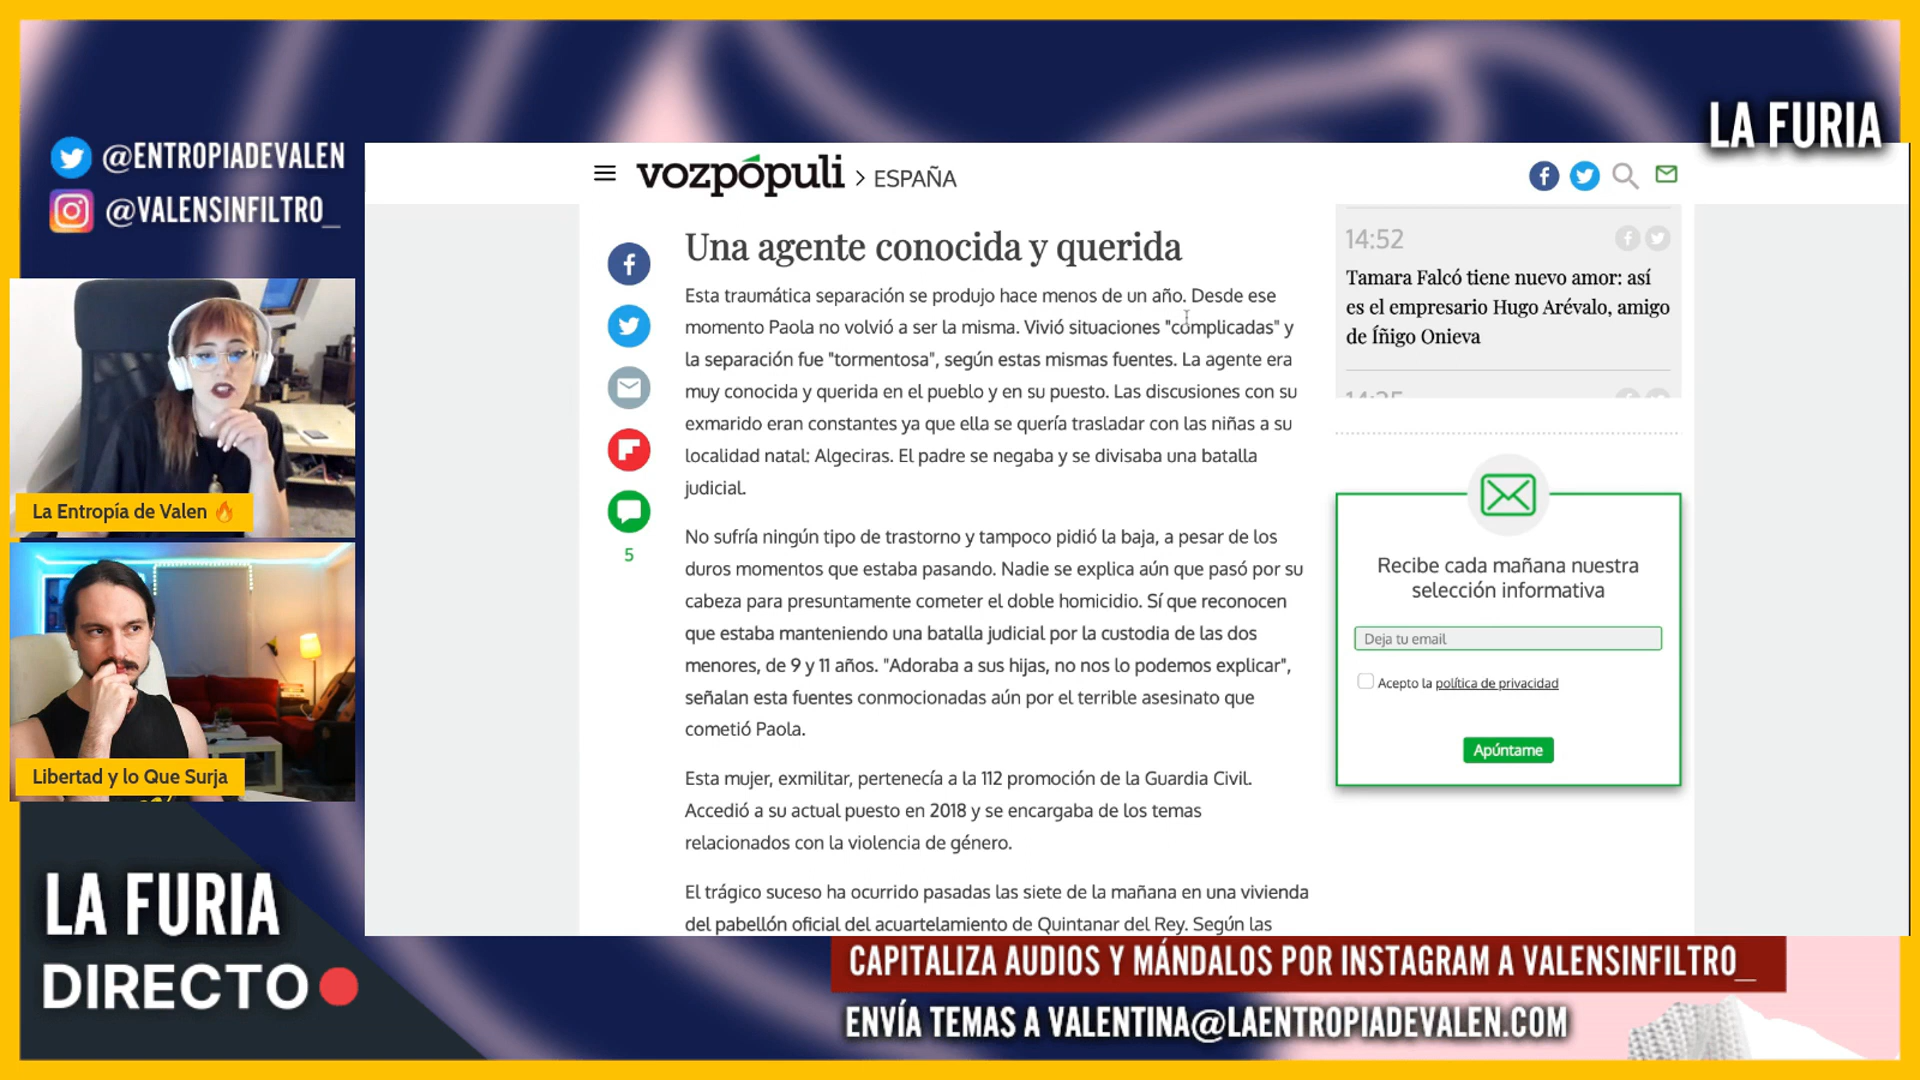 LA FURIA
@ENTROPIADEVALEN
@VALENSINFILTRO_
La Entropía de Valen
Libertad y lo Que Surja
LA FURIA
DIRECTO
vozpópuli > ESPAÑA
Una agente conocida y querida
Esta traumática separación se produjo hace menos de un año. Desde ese
momento Paola no volvió a ser la misma. Vivió situaciones "complicadas" y
la separación fue "tormentosa", según estas mismas fuentes. La agente era
muy conocida y querida en el pueblo y en su puesto. Las discusiones con su
exmarido eran constantes ya que ella se quería trasladar con las niñas a su
localidad natal: Algeciras. El padre se negaba y se divisaba una batalla
judicial.
No sufría ningún tipo de trastorno y tampoco pidió la baja, a pesar de los
duros momentos que estaba pasando. Nadie se explica aún que pasó por su
cabeza para presuntamente cometer el doble homicidio. Sí que reconocen
que estaba manteniendo una batalla judicial por la custodia de las dos
menores, de 9 y 11 años. "Adoraba a sus hijas, no nos lo podemos explicar",
señalan esta fuentes conmocionadas aún por el terrible asesinato que
cometió Paola.
Esta mujer, exmilitar, pertenecía a la 112 promoción de la Guardia Civil.
Accedió a su actual puesto en 2018 y se encargaba de los temas
relacionados con la violencia de género.
El trágico suceso ha ocurrido pasadas las siete de la mañana en una vivienda
del pabellón oficial del acuartelamiento de Quintanar del Rey. Según las
5
14:52
Tamara Falcó tiene nuevo amor: así
es el empresario Hugo Arévalo, amigo
de Íñigo Onieva
Recibe cada mañana nuestra
selección informativa
Deja tu email
Acepto la política de privacidad
Apúntame
CAPITALIZA AUDIOS Y MÁNDALOS POR INSTAGRAM A VALENSINFILTRO_
ENVÍA TEMAS A VALENTINA@LAENTROPIADEVALEN.COM